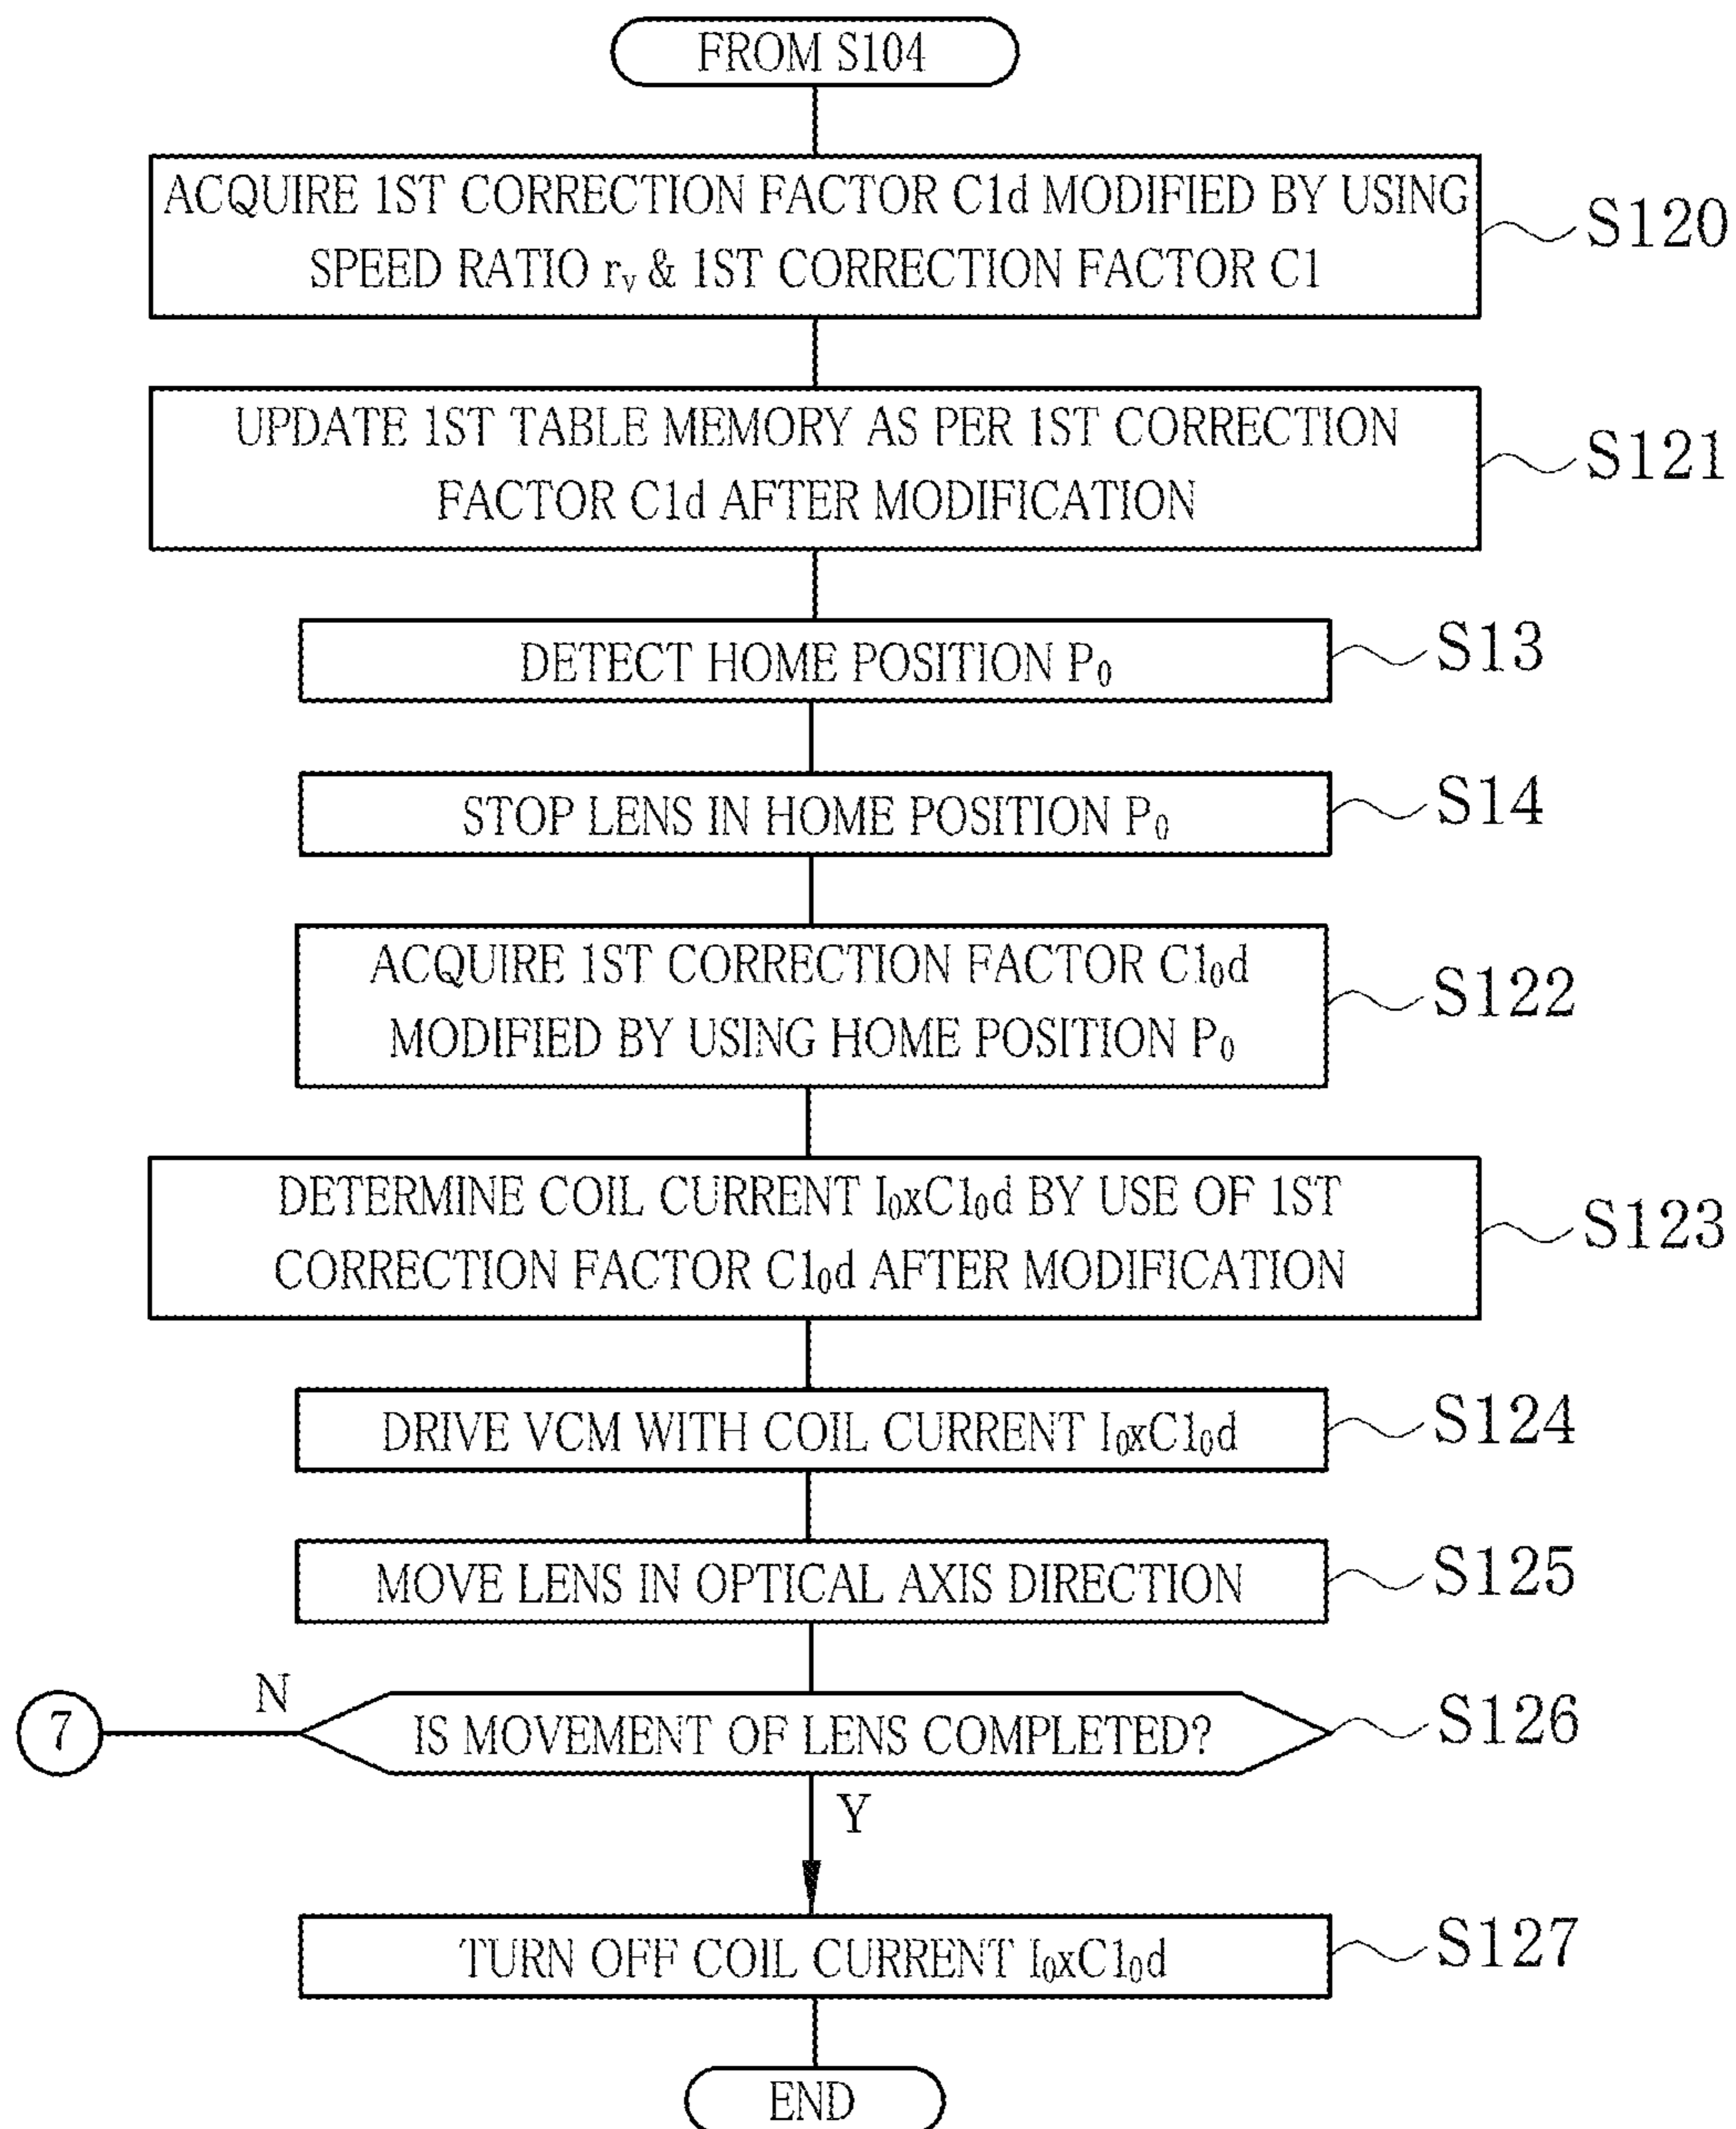 FROM S104
ACQUIRE 1ST CORRECTION FACTOR C1d MODIFIED BY USING
SPEED RATIO rᵥ & 1ST CORRECTION FACTOR C1
S120
UPDATE 1ST TABLE MEMORY AS PER 1ST CORRECTION
FACTOR C1d AFTER MODIFICATION
S121
DETECT HOME POSITION P₀
S13
STOP LENS IN HOME POSITION P₀
S14
ACQUIRE 1ST CORRECTION FACTOR C1₀d
MODIFIED BY USING HOME POSITION P₀
S122
DETERMINE COIL CURRENT I₀xC1₀d BY USE OF 1ST
CORRECTION FACTOR C1₀d AFTER MODIFICATION
S123
DRIVE VCM WITH COIL CURRENT I₀xC1₀d
S124
MOVE LENS IN OPTICAL AXIS DIRECTION
S125
7
N
IS MOVEMENT OF LENS COMPLETED?
S126
Y
TURN OFF COIL CURRENT I₀xC1₀d
S127
END